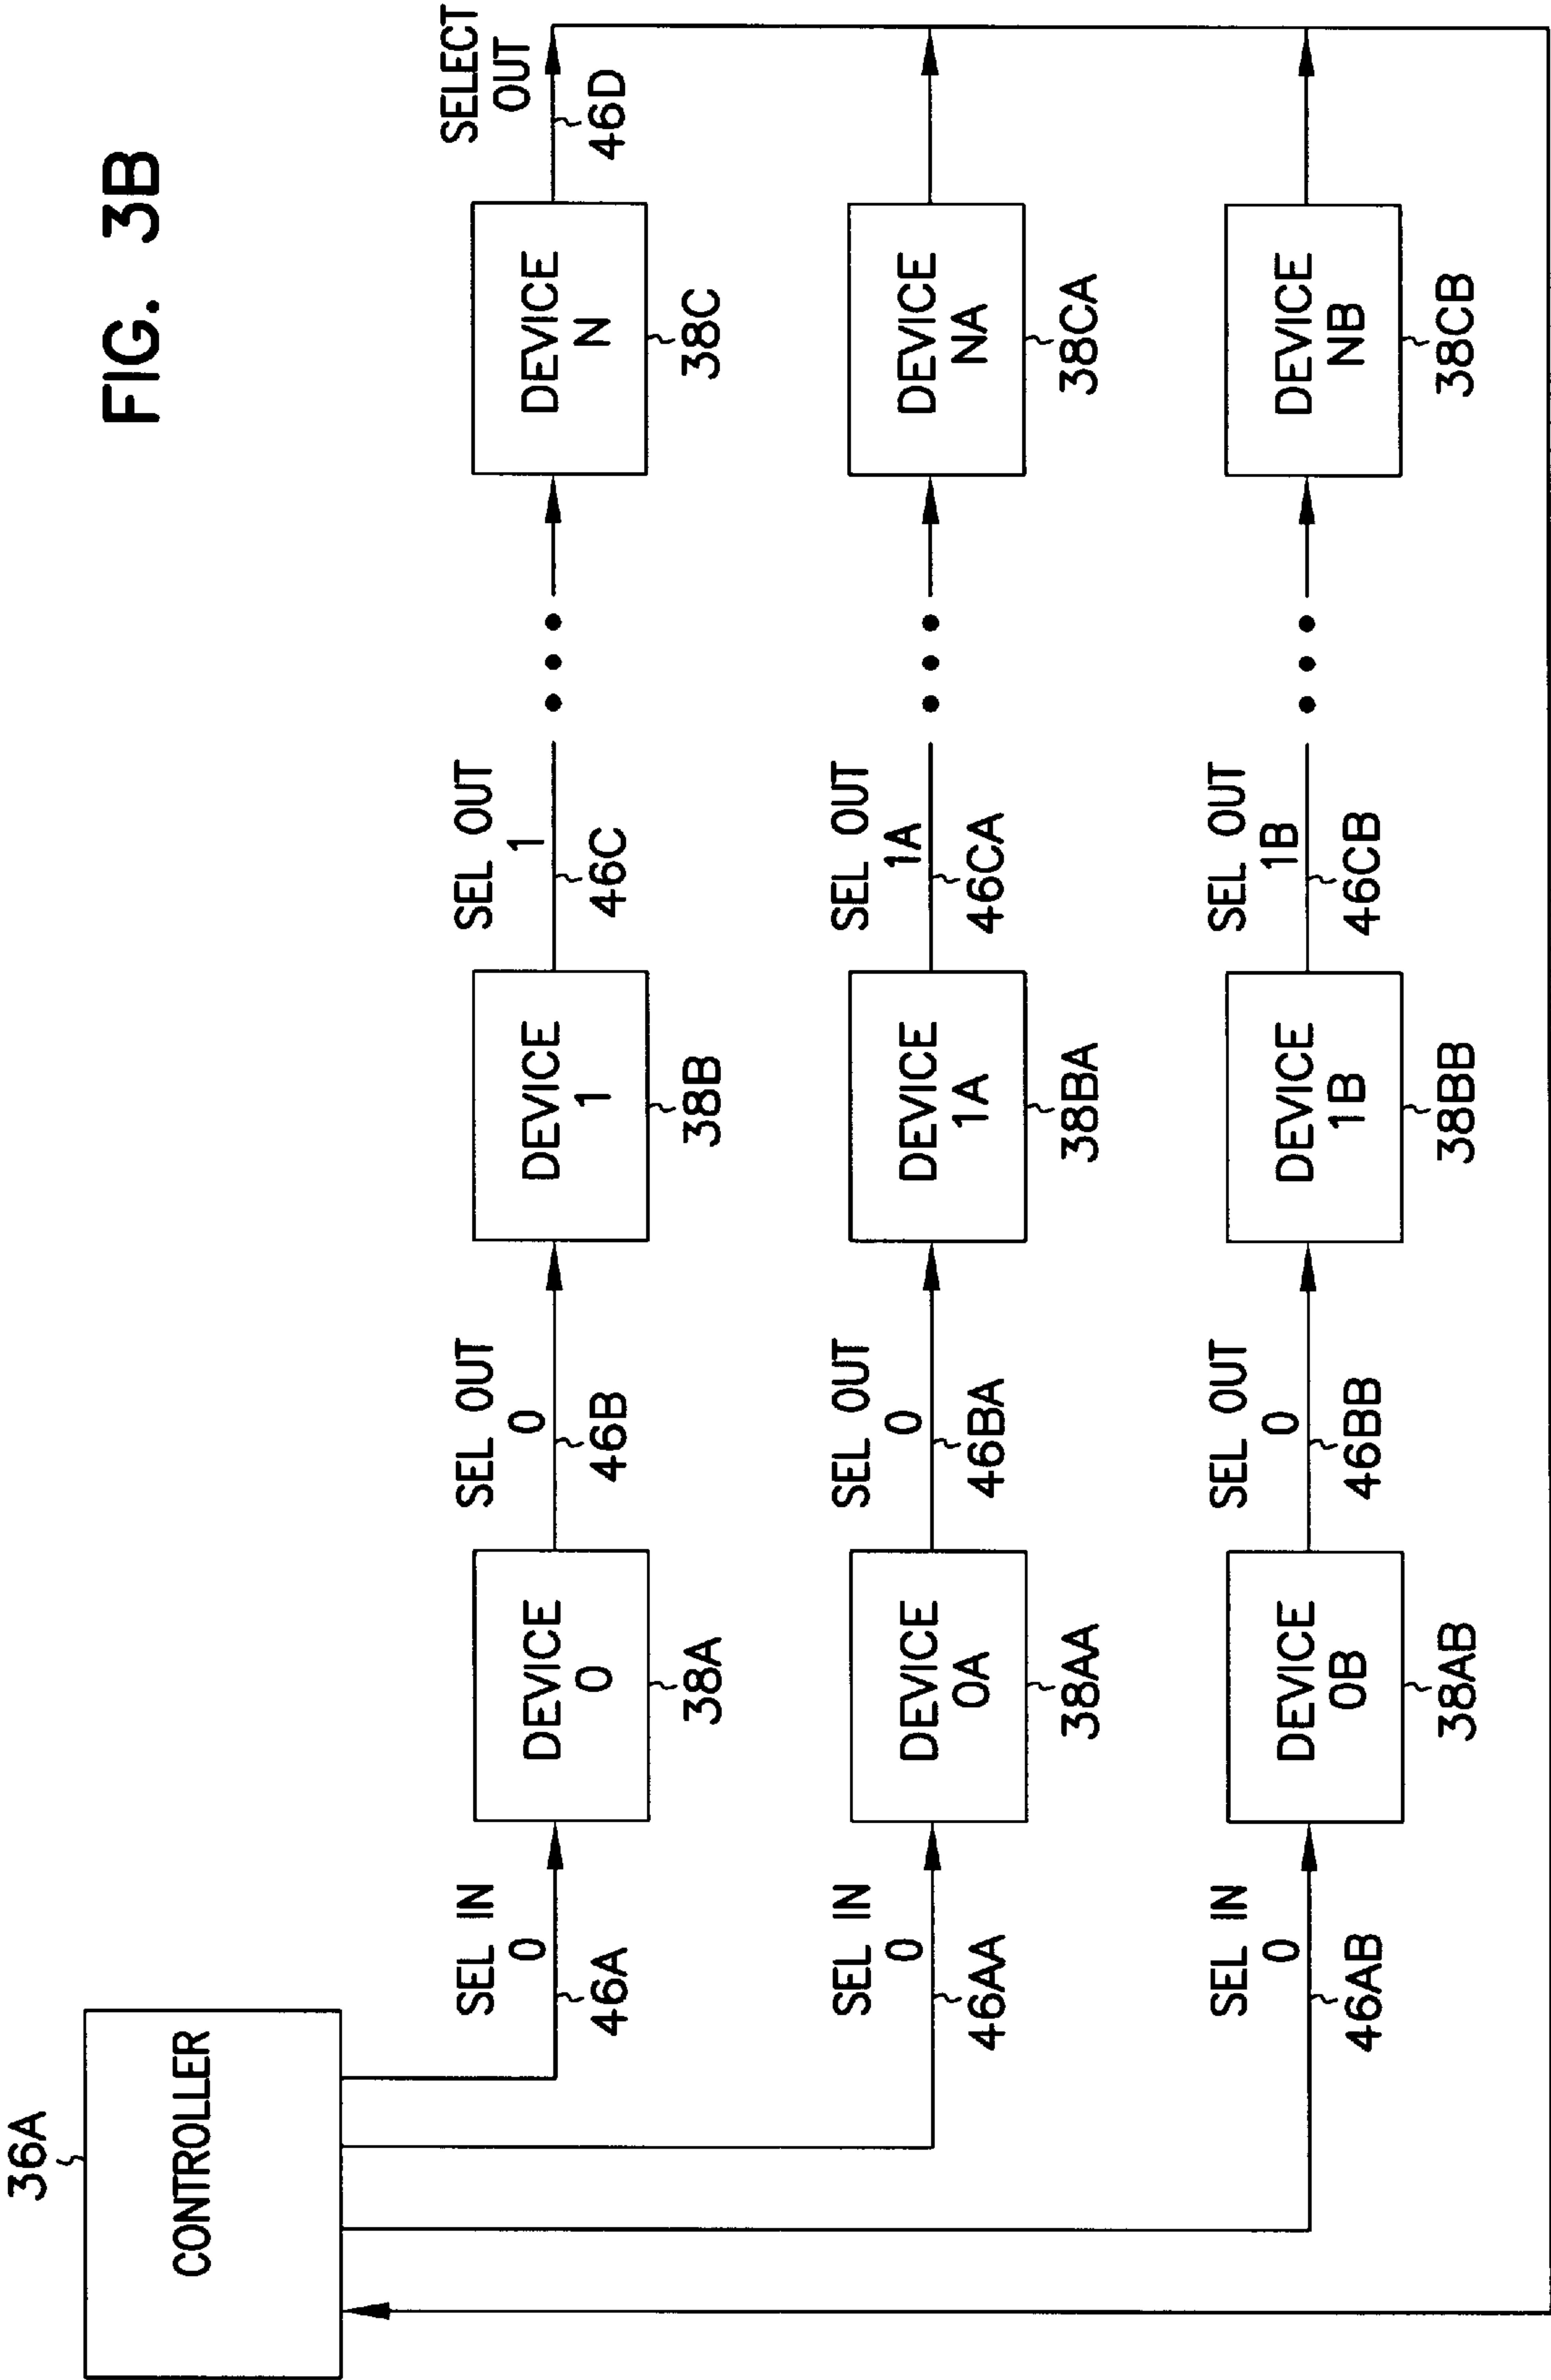 FIG. 3B
36A
CONTROLLER
SEL IN
0
46A
DEVICE
0
38A
SEL OUT
0
46B
DEVICE
1
38B
SEL OUT
1
46C
DEVICE
N
38C
SELECT
OUT
46D
SEL IN
0
46AA
DEVICE
0A
38AA
SEL OUT
0
46BA
DEVICE
1A
38BA
SEL OUT
1A
46CA
DEVICE
NA
38CA
SEL IN
0
46AB
DEVICE
0B
38AB
SEL OUT
0
46BB
DEVICE
1B
38BB
SEL OUT
1B
46CB
DEVICE
NB
38CB